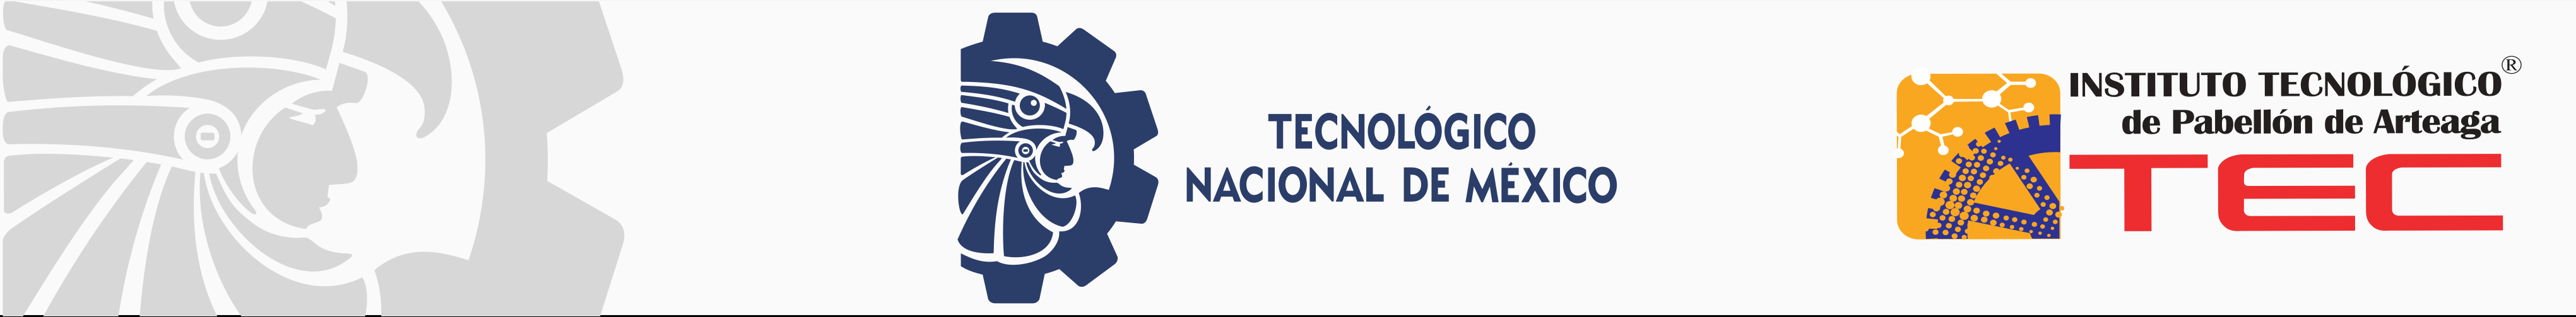 TECNOLÓGICO
NACIONAL DE MÉXICO
INSTITUTO TECNOLÓGICO®
de Pabellón de Arteaga
TEC